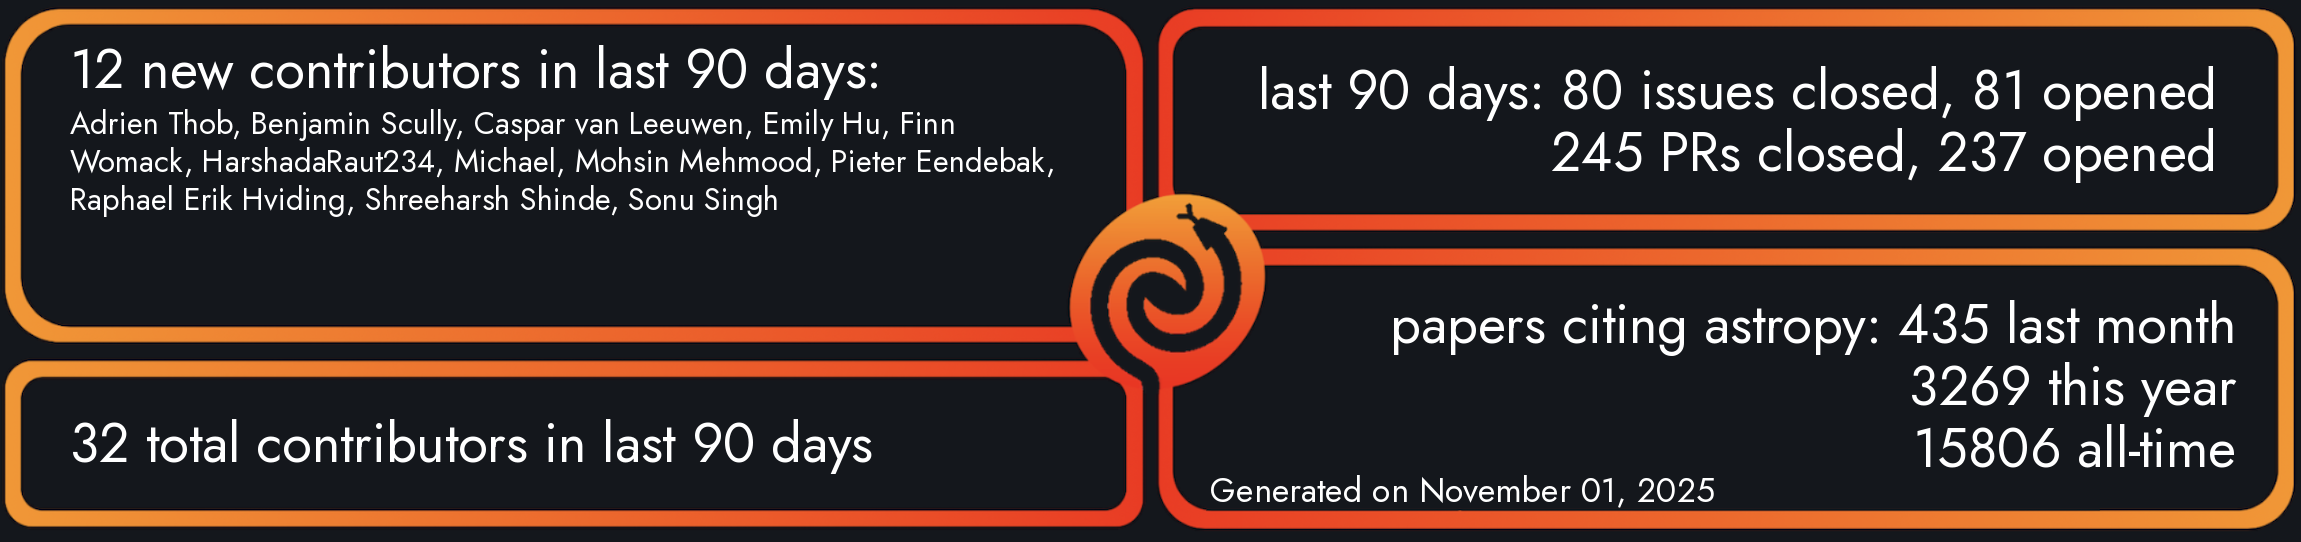 12 new contributors in last 90 days:
Adrien Thob, Benjamin Scully, Caspar van Leeuwen, Emily Hu, Finn
Womack, HarshadaRaut234, Michael, Mohsin Mehmood, Pieter Eendebak,
Raphael Erik Hviding, Shreeharsh Shinde, Sonu Singh
32 total contributors in last 90 days
last 90 days: 80 issues closed, 81 opened
245 PRs closed, 237 opened
papers citing astropy: 435 last month
3269 this year
15806 all-time
Generated on November 01, 2025